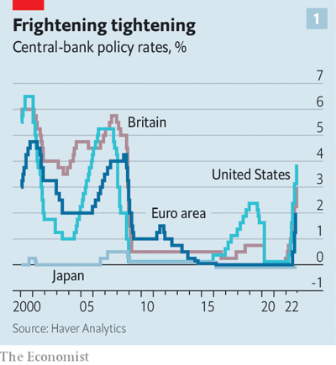 Frightening tightening
1
Central-bank policy rates, %
7
6
Britain
5
4
United States
3
Euro area
2
1
0
Japan
-1
2000 05 10 15 20 22
Source: Haver Analytics
The Economist